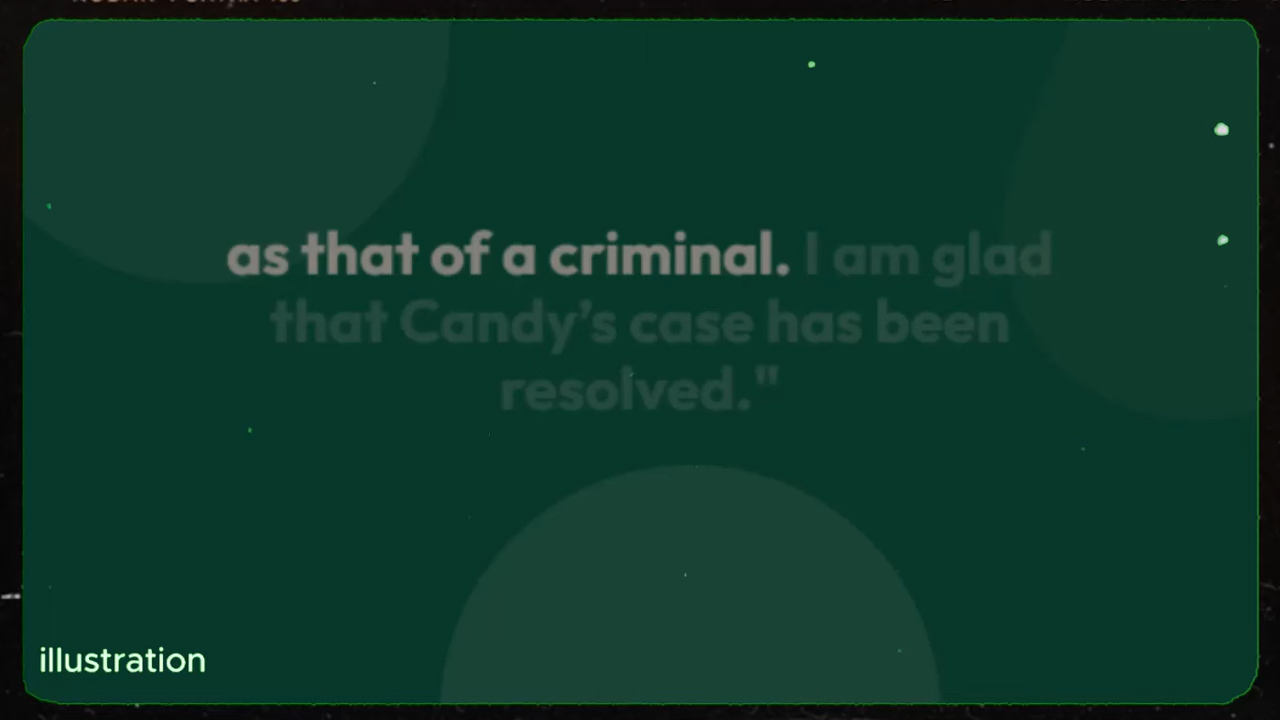 as that of a criminal. I am glad
that Candy’s case has been
resolved."
illustration